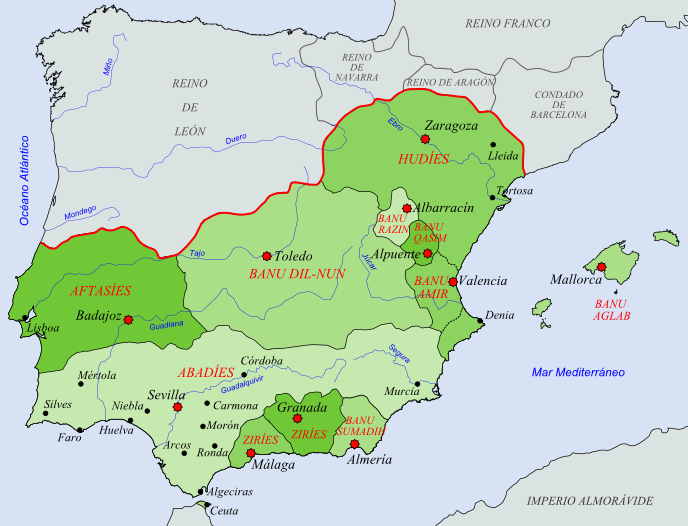 REINO FRANCO
REINO
DE
NAVARRA
REINO DE ARAGÓN
CONDADO
DE
BARCELONA
REINO
DE
LEÓN
Miño
Duero
Mondego
Océano Atlántico
Ebro
Zaragoza
HUDÍES
Lleida
Tortosa
Albarracín
BANU
RAZIN
BANU
QASIM
Alpuente
Tajo
Toledo
BANU DIL-NUN
Júcar
BANU
AMIR
Valencia
Denia
Mallorca
BANU
AGLAB
Mar Mediterráneo
AFTASÍES
Badajoz
Guadiana
Lisboa
ABADÍES
Córdoba
Guadalquivir
Segura
Murcia
Mértola
Sevilla
Silves
Niebla
Carmona
Faro
Huelva
Morón
Arcos
Ronda
Granada
ZIRÍES
ZIRÍES
BANU
SUMADIH
Málaga
Almería
Algeciras
Ceuta
IMPERIO ALMORÁVIDE